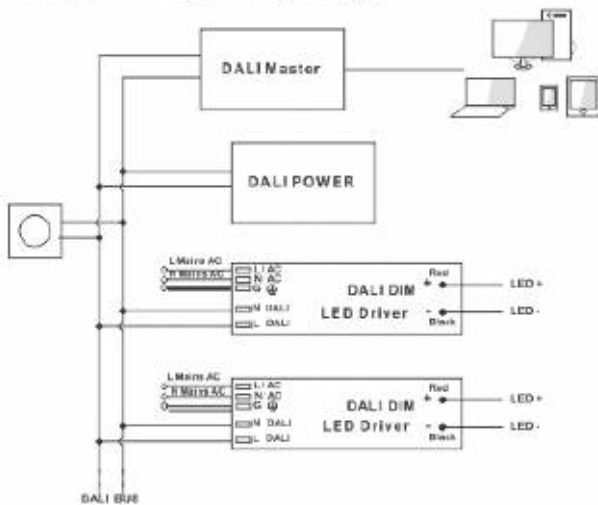 DALI Master
DALI POWER
L Mains AC
N Mains AC
L/ AC
N AC
G
N DALI
L DALI
DALI DIM
LED Driver
Red
+
-
Black
LED +
LED -
L Mains AC
N Mains AC
L/ AC
N AC
G
N DALI
L DALI
DALI DIM
LED Driver
Red
+
-
Black
LED +
LED -
DALI BUS